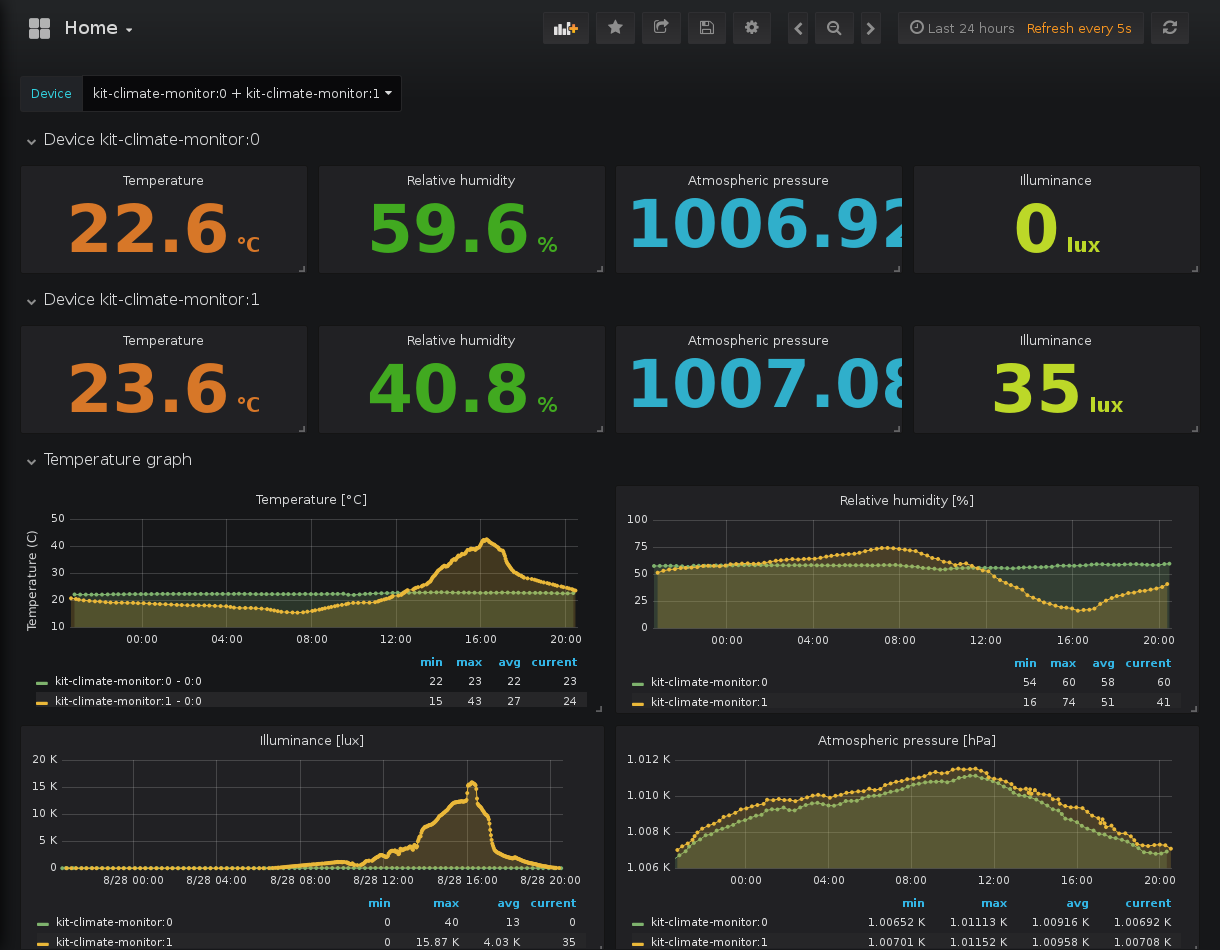 Home
Last 24 hours Refresh every 5s
Device kit-climate-monitor:0 + kit-climate-monitor:1
Device kit-climate-monitor:0
Temperature Relative humidity Atmospheric pressure Illuminance
22.6 °C 59.6 % 1006.92 0 lux
Device kit-climate-monitor:1
Temperature Relative humidity Atmospheric pressure Illuminance
23.6 °C 40.8 % 1007.08 35 lux
Temperature graph
Temperature [°C]
Temperature (C)
50
40
30
20
10
00:00 04:00 08:00 12:00 16:00 20:00
min max avg current
kit-climate-monitor:0 - 0:0 22 23 22 23
kit-climate-monitor:1 - 0:0 15 43 27 24
Relative humidity [%]
100
75
50
25
0
00:00 04:00 08:00 12:00 16:00 20:00
min max avg current
kit-climate-monitor:0 54 60 58 60
kit-climate-monitor:1 16 74 51 41
Illuminance [lux]
20 K
15 K
10 K
5 K
0
8/28 00:00 8/28 04:00 8/28 08:00 8/28 12:00 8/28 16:00 8/28 20:00
min max avg current
kit-climate-monitor:0 0 40 13 0
kit-climate-monitor:1 0 15.87 K 4.03 K 35
Atmospheric pressure [hPa]
1.012 K
1.010 K
1.008 K
1.006 K
00:00 04:00 08:00 12:00 16:00 20:00
min max avg current
kit-climate-monitor:0 1.00652 K 1.01113 K 1.00916 K 1.00692 K
kit-climate-monitor:1 1.00701 K 1.01152 K 1.00958 K 1.00708 K